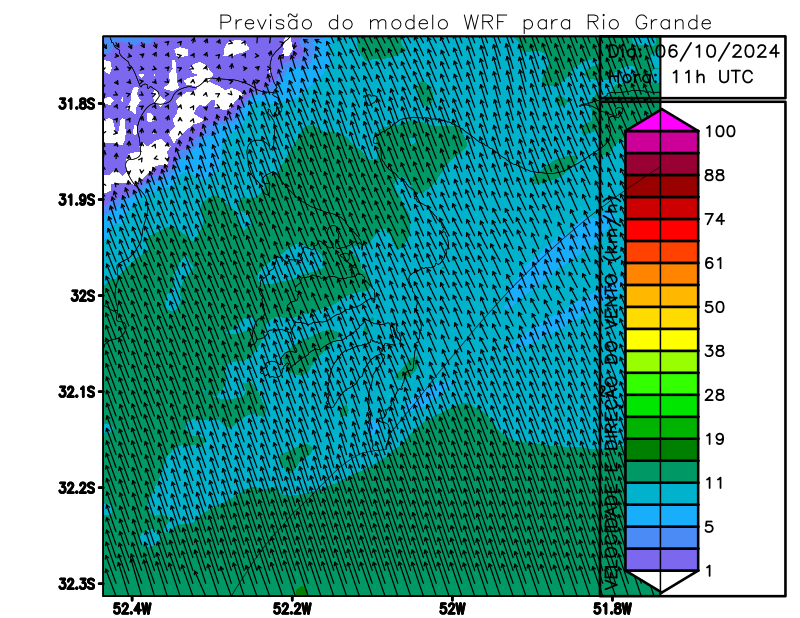 Previsão do modelo WRF para Rio Grande
Dia: 06/10/2024
Hora: 11h UTC
31.8S
31.9S
32S
32.1S
32.2S
32.3S
52.4W
52.2W
52W
51.8W
VELOCIDADE E DIREÇÃO DO VENTO (km/h)
100
88
74
61
50
38
28
19
11
5
1